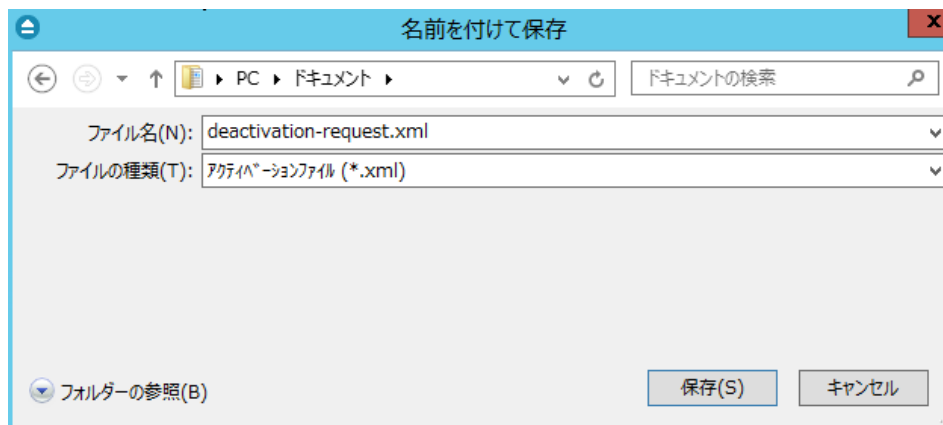 名前を付けて保存
x
PC ドキュメント ドキュメントの検索
ファイル名(N): deactivation-request.xml
ファイルの種類(T): ｱｸﾃｨﾍﾞｰｼｮﾝﾌｧｲﾙ (*.xml)
フォルダーの参照(B) 保存(S) キャンセル